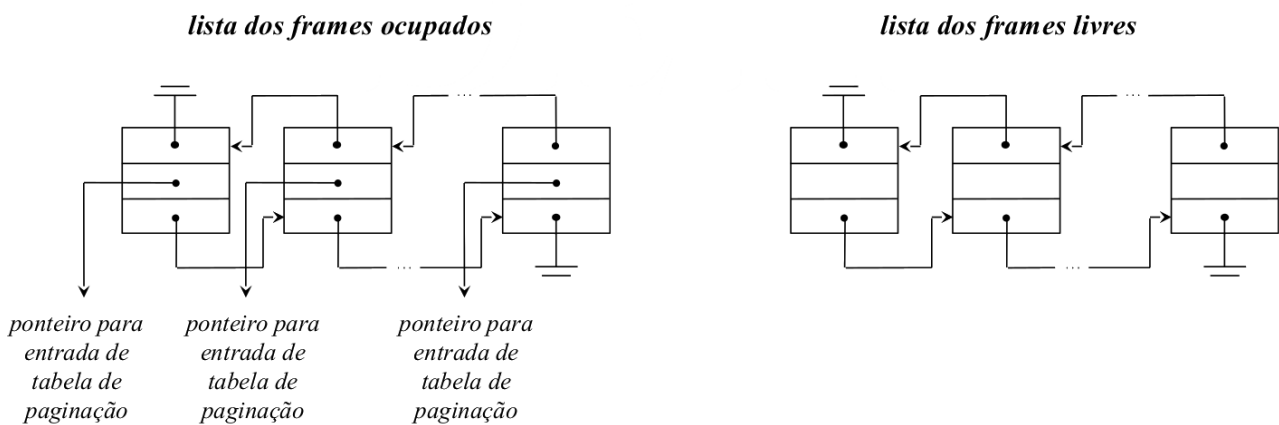 lista dos frames ocupados
lista dos frames livres
...
...
...
...
ponteiro para
entrada de
tabela de
paginação
ponteiro para
entrada de
tabela de
paginação
ponteiro para
entrada de
tabela de
paginação